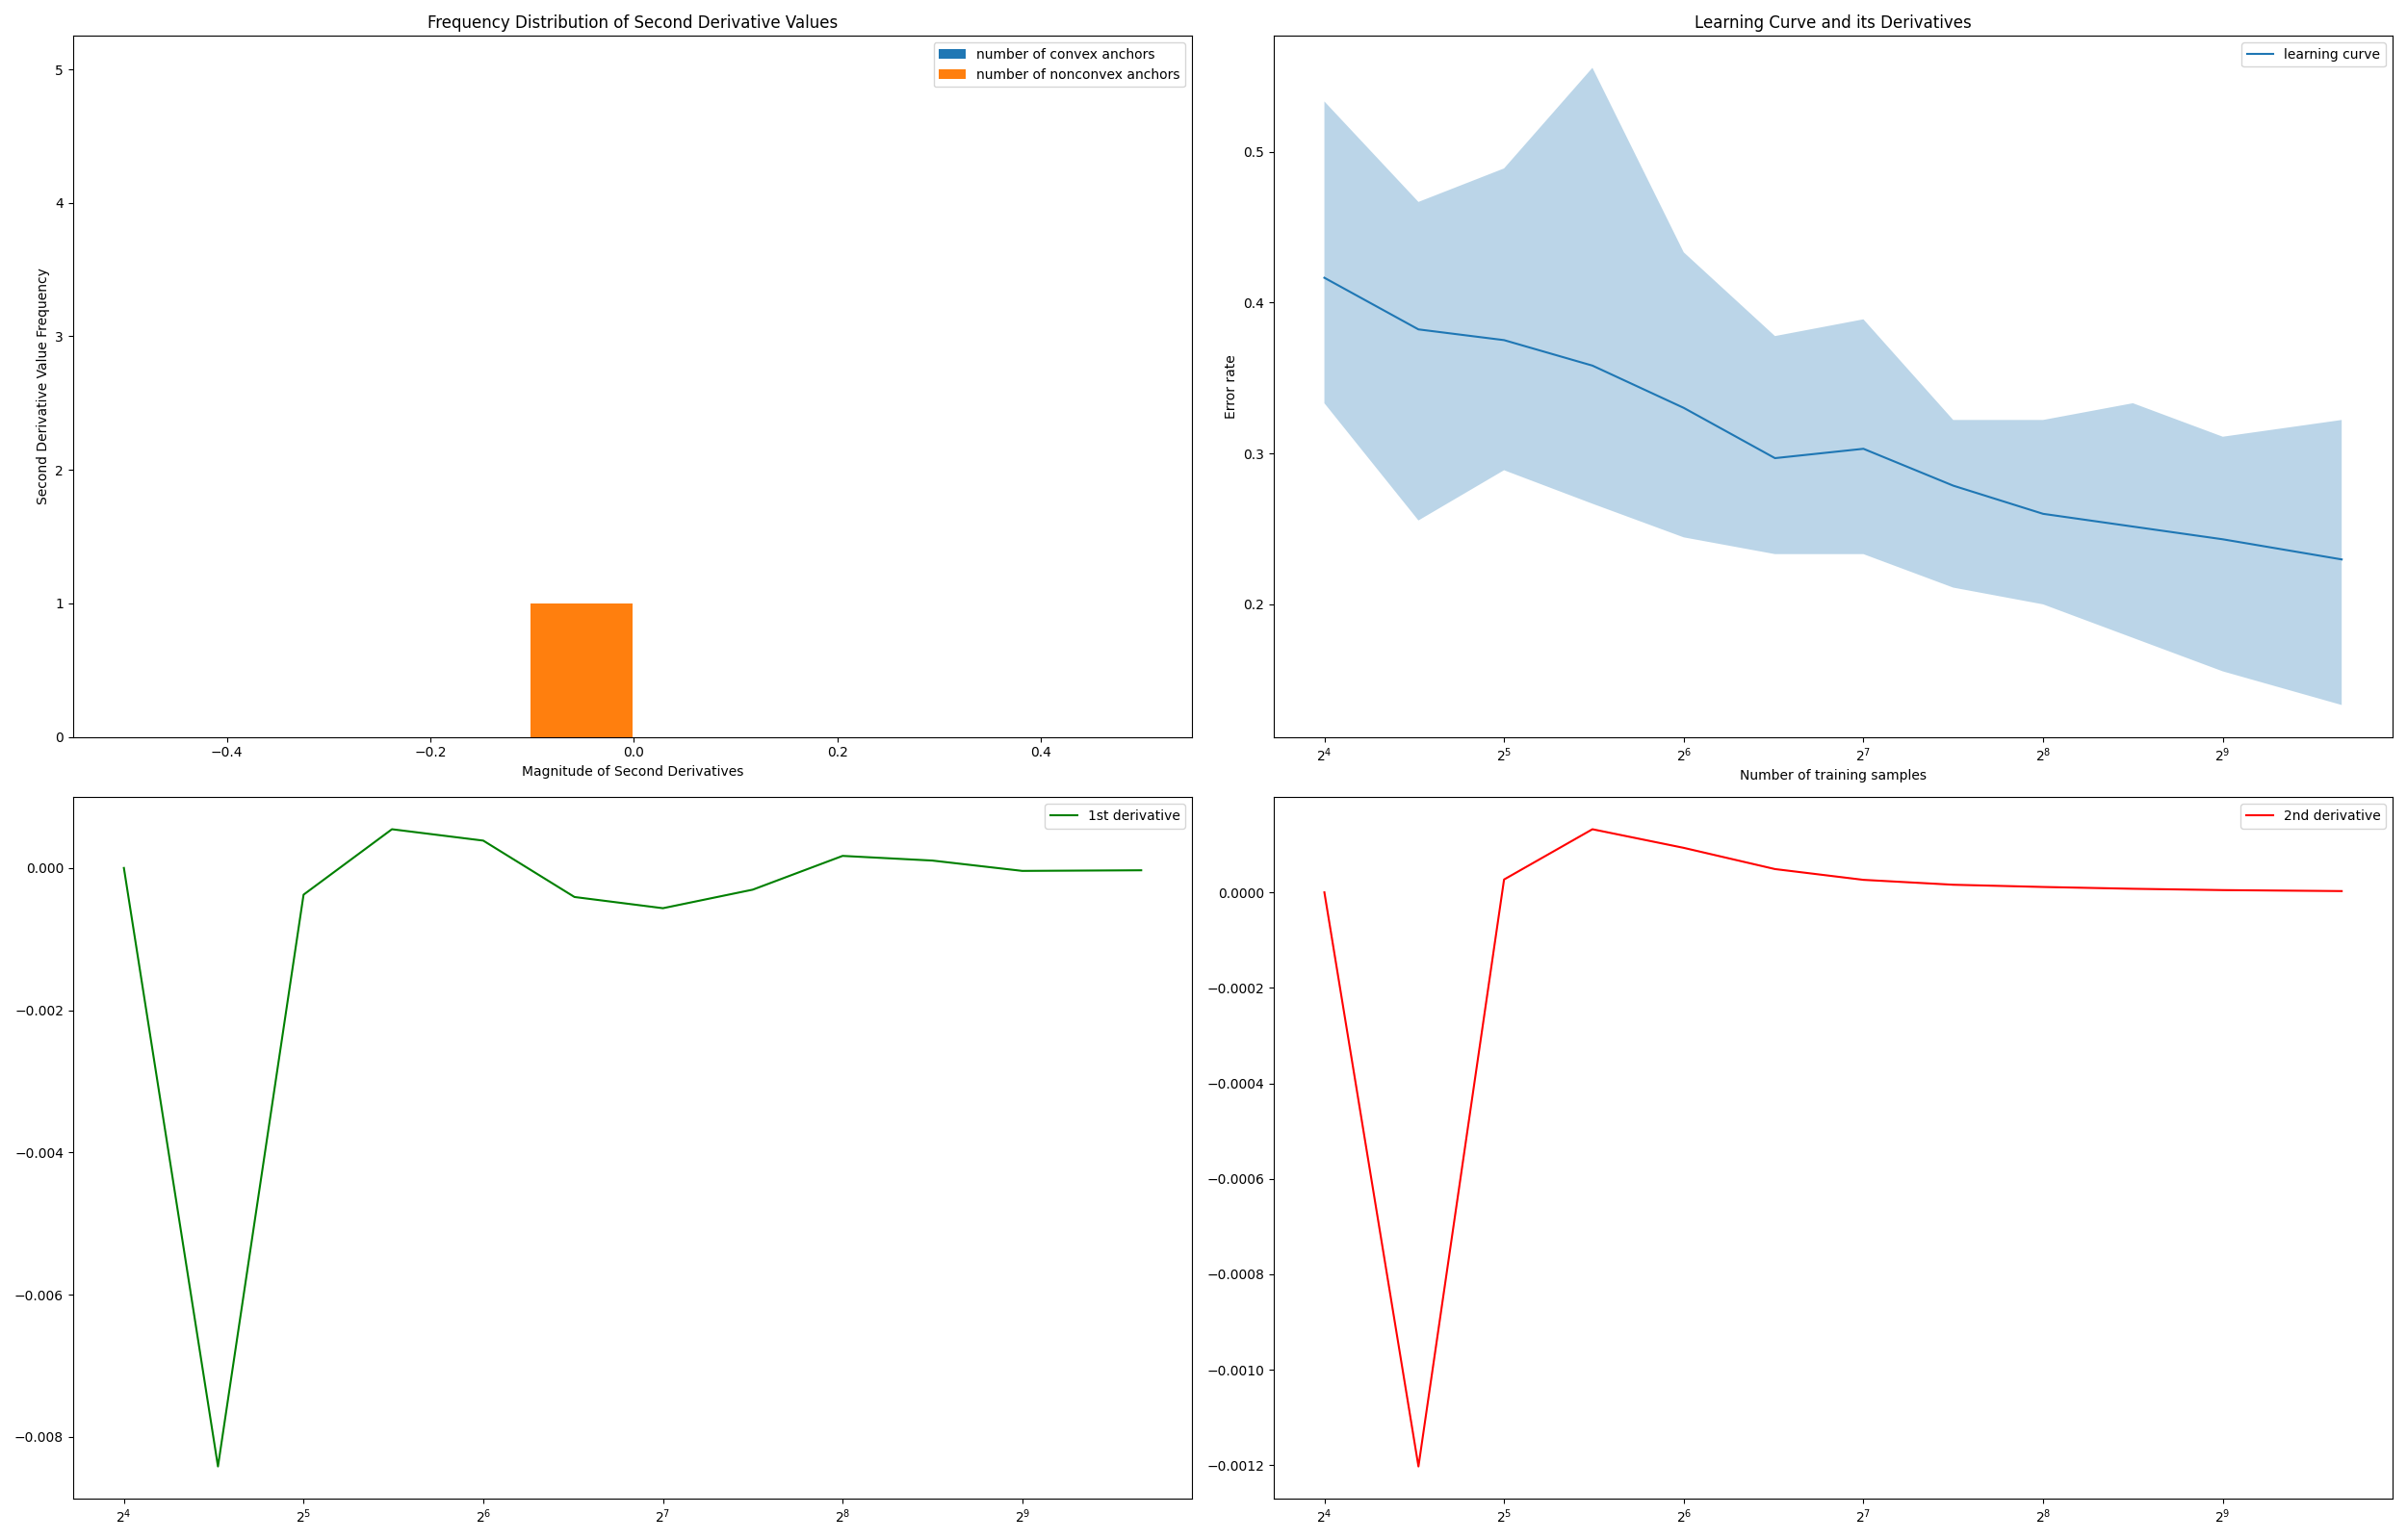 Frequency Distribution of Second Derivative Values
number of convex anchors
number of nonconvex anchors
Second Derivative Value Frequency
5
4
3
2
1
0
−0.4 −0.2 0.0 0.2 0.4
Magnitude of Second Derivatives
Learning Curve and its Derivatives
learning curve
Error rate
0.5
0.4
0.3
0.2
2⁴ 2⁵ 2⁶ 2⁷ 2⁸ 2⁹
Number of training samples
1st derivative
0.000
−0.002
−0.004
−0.006
−0.008
2⁴ 2⁵ 2⁶ 2⁷ 2⁸ 2⁹
2nd derivative
0.0000
−0.0002
−0.0004
−0.0006
−0.0008
−0.0010
−0.0012
2⁴ 2⁵ 2⁶ 2⁷ 2⁸ 2⁹